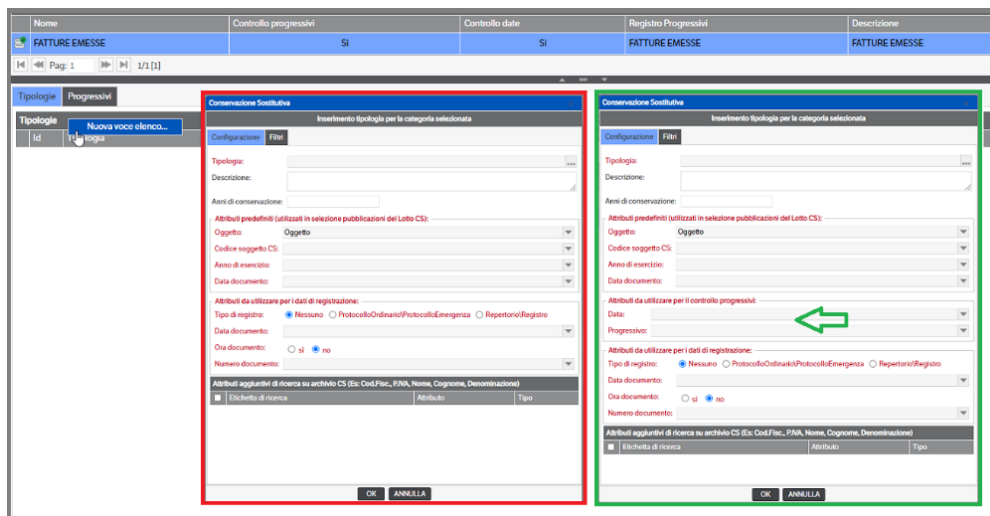 Nome Controllo progressivi Controllo date Registro Progressivi Descrizione
FATTURE EMESSE Si Si FATTURE EMESSE FATTURE EMESSE
Pag: 1 1/1 [1]
Tipologie Progressivi
Tipologie
Nuova voce elenco...
Id Tipologia
Conservazione Sostitutiva
Inserimento tipologia per la categoria selezionata
Configurazione Filtri
Tipologia: ...
Descrizione:
Anni di conservazione:
Attributi predefiniti (utilizzati in selezione pubblicazioni del Lotto CS):
Oggetto: Oggetto
Codice soggetto CS:
Anno di esercizio:
Data documento:
Attributi da utilizzare per i dati di registrazione:
Tipo di registro: Nessuno ProtocolloOrdinario\ProtocolloEmergenza Repertorio\Registro
Data documento:
Ora documento: si no
Numero documento:
Attributi aggiuntivi di ricerca su archivio CS (Es: Cod.Fisc., P.IVA, Nome, Cognome, Denominazione)
Etichetta di ricerca Attributo Tipo
OK ANNULLA
Conservazione Sostitutiva
Inserimento tipologia per la categoria selezionata
Configurazione Filtri
Tipologia: ...
Descrizione:
Anni di conservazione:
Attributi predefiniti (utilizzati in selezione pubblicazioni del Lotto CS):
Oggetto: Oggetto
Codice soggetto CS:
Anno di esercizio:
Data documento:
Attributi da utilizzare per il controllo progressivi:
Data:
Progressivo:
Attributi da utilizzare per i dati di registrazione:
Tipo di registro: Nessuno ProtocolloOrdinario\ProtocolloEmergenza Repertorio\Registro
Data documento:
Ora documento: si no
Numero documento:
Attributi aggiuntivi di ricerca su archivio CS (Es: Cod.Fisc., P.IVA, Nome, Cognome, Denominazione)
Etichetta di ricerca Attributo Tipo
OK ANNULLA